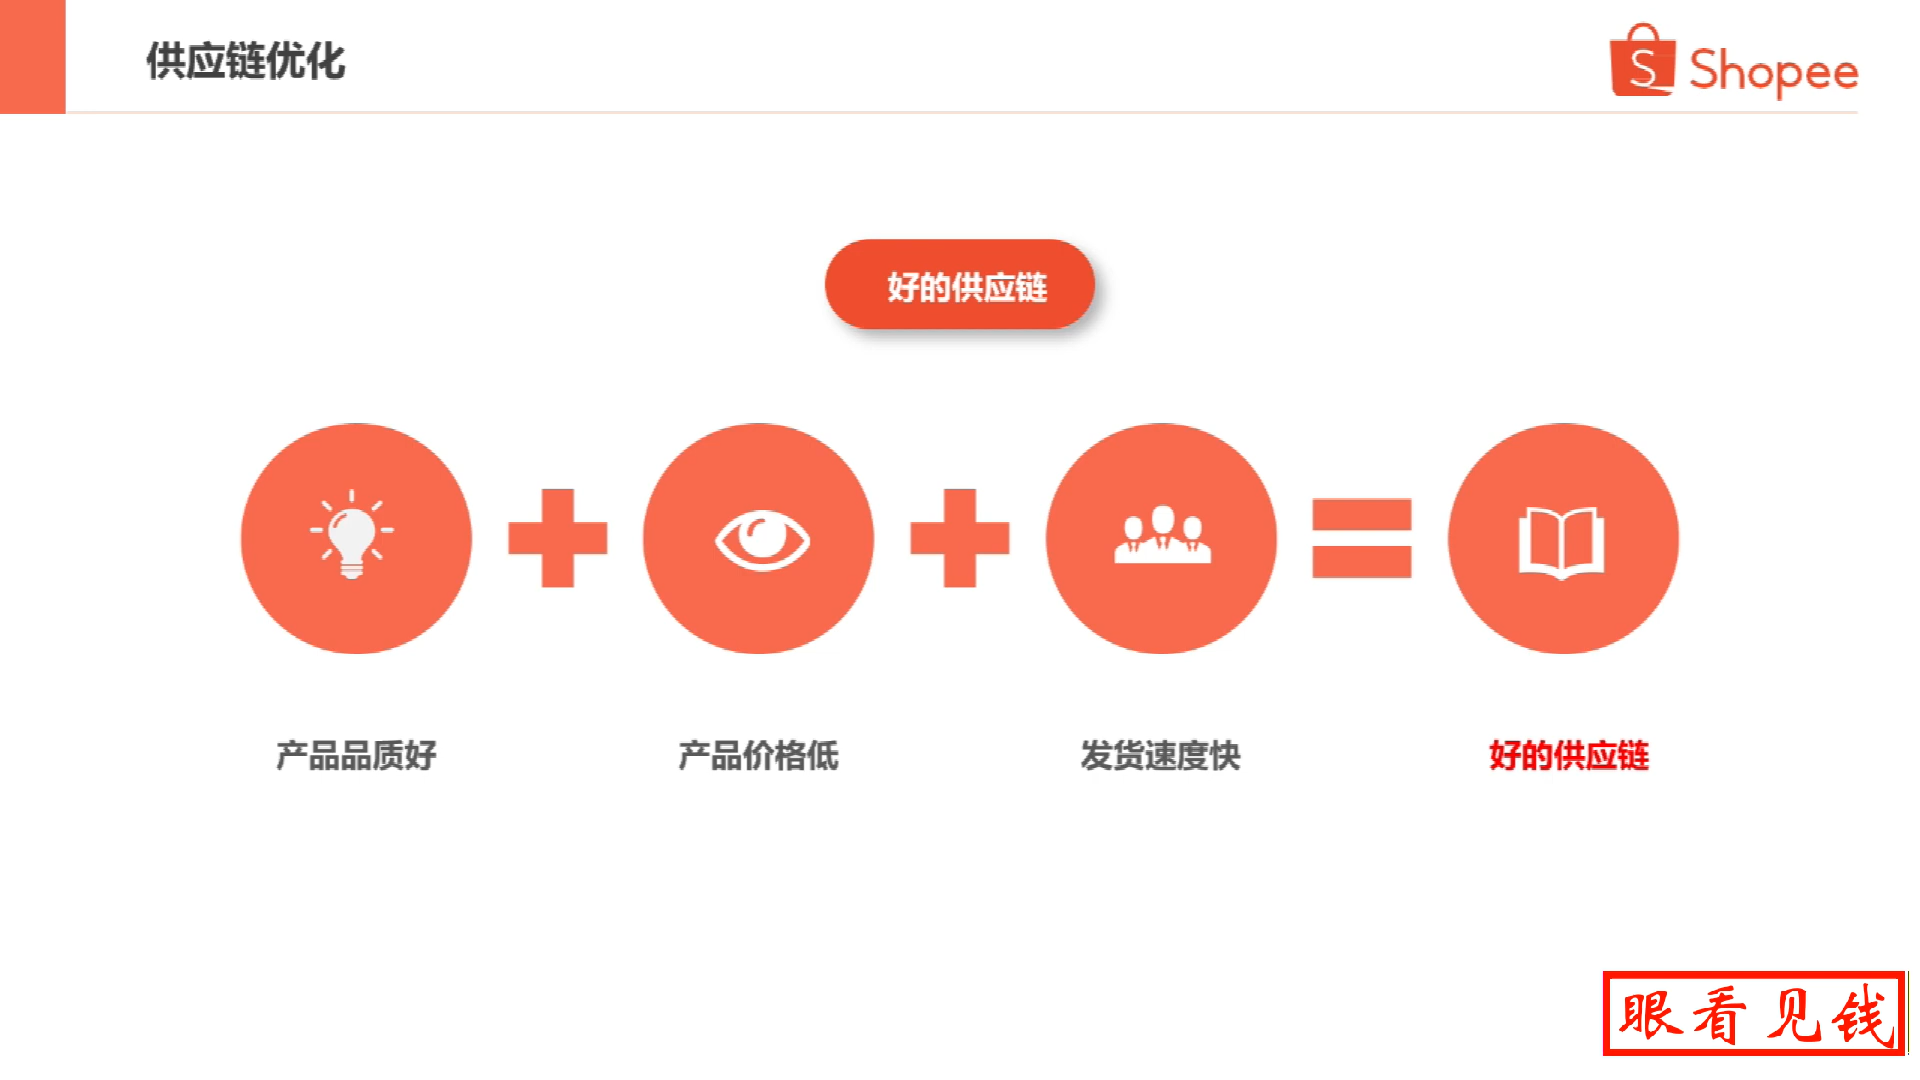 供应链优化
S Shopee
好的供应链
产品品质好
产品价格低
发货速度快
好的供应链
眼看见钱